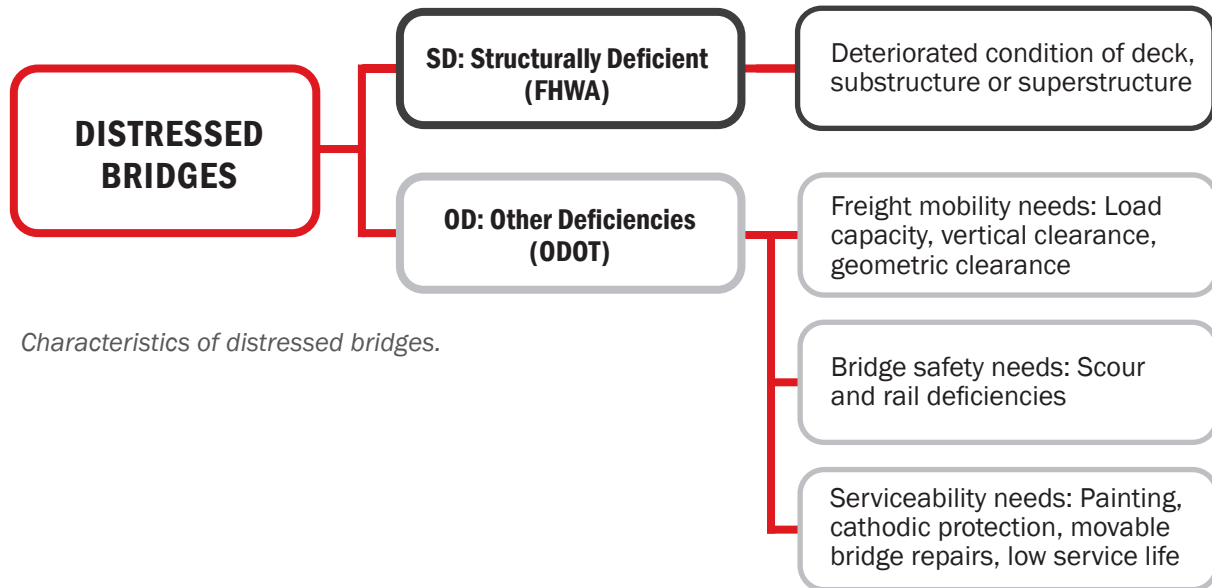 DISTRESSED
BRIDGES
SD: Structurally Deficient
(FHWA)
Deteriorated condition of deck,
substructure or superstructure
OD: Other Deficiencies
(ODOT)
Freight mobility needs: Load
capacity, vertical clearance,
geometric clearance
Bridge safety needs: Scour
and rail deficiencies
Serviceability needs: Painting,
cathodic protection, movable
bridge repairs, low service life
Characteristics of distressed bridges.